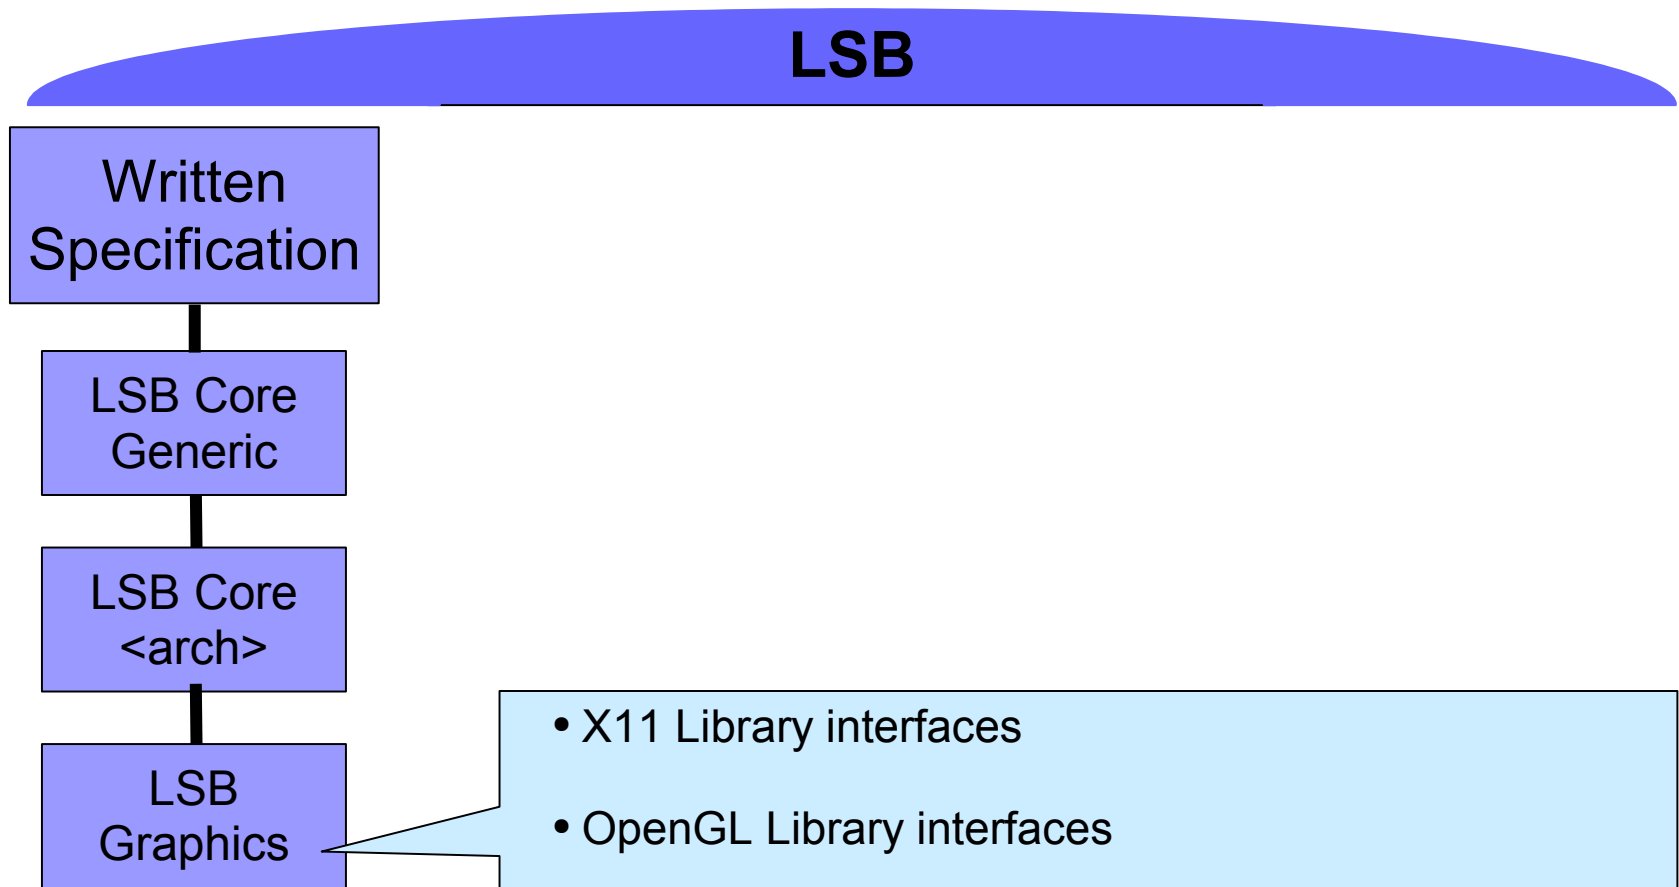 LSB
Written
Specification
LSB Core
Generic
LSB Core
<arch>
LSB
Graphics
• X11 Library interfaces
• OpenGL Library interfaces